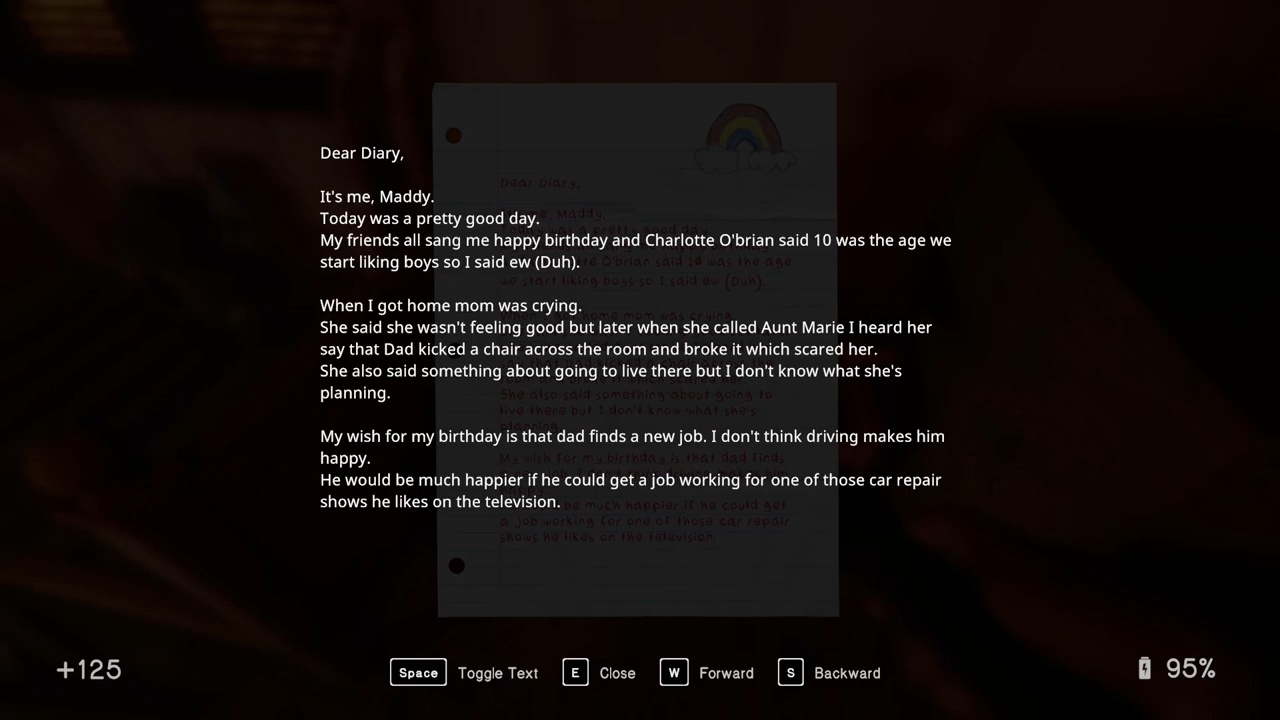 Dear Diary,
It's me, Maddy.
Today was a pretty good day.
My friends all sang me happy birthday and Charlotte O'brian said 10 was the age we
start liking boys so I said ew (Duh).
When I got home mom was crying.
She said she wasn't feeling good but later when she called Aunt Marie I heard her
say that Dad kicked a chair across the room and broke it which scared her.
She also said something about going to live there but I don't know what she's
planning.
My wish for my birthday is that dad finds a new job. I don't think driving makes him
happy.
He would be much happier if he could get a job working for one of those car repair
shows he likes on the television.
+125
Space Toggle Text E Close W Forward S Backward
95%